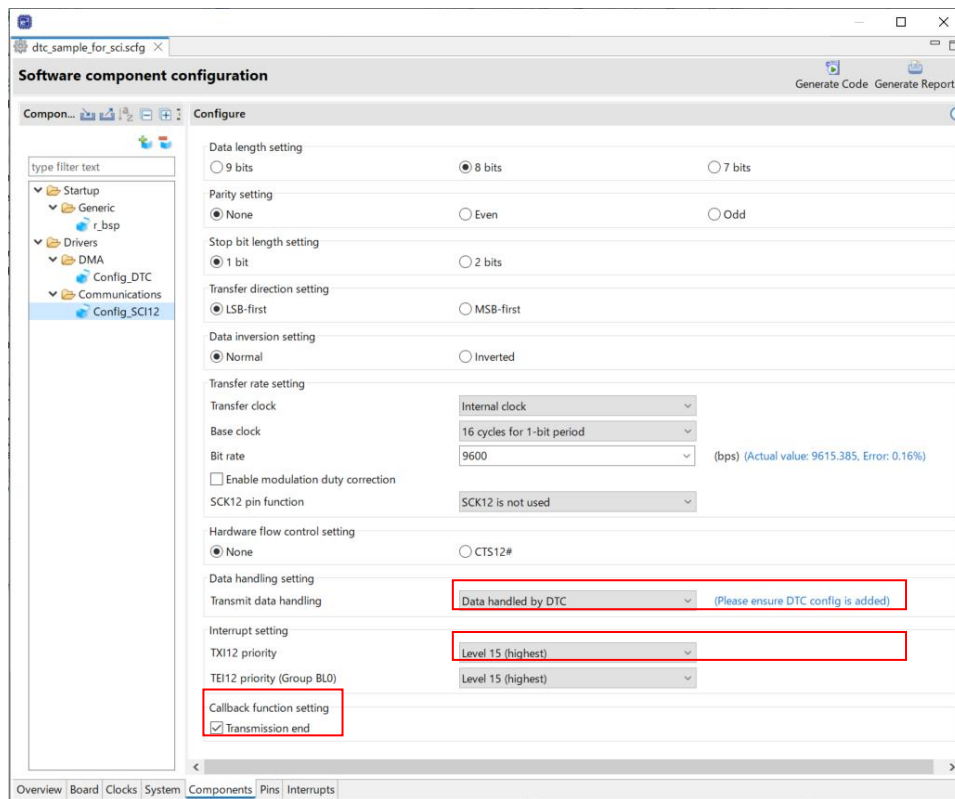 dtc_sample_for_sci.scfg
Software component configuration
Generate Code Generate Report
Compon...
Configure
type filter text
Startup
Generic
r_bsp
Drivers
DMA
Config_DTC
Communications
Config_SCI12
Data length setting
9 bits 8 bits 7 bits
Parity setting
None Even Odd
Stop bit length setting
1 bit 2 bits
Transfer direction setting
LSB-first MSB-first
Data inversion setting
Normal Inverted
Transfer rate setting
Transfer clock Internal clock
Base clock 16 cycles for 1-bit period
Bit rate 9600 (bps) (Actual value: 9615.385, Error: 0.16%)
Enable modulation duty correction
SCK12 pin function SCK12 is not used
Hardware flow control setting
None CTS12#
Data handling setting
Transmit data handling Data handled by DTC (Please ensure DTC config is added)
Interrupt setting
TXI12 priority Level 15 (highest)
TEI12 priority (Group BL0) Level 15 (highest)
Callback function setting
Transmission end
Overview Board Clocks System Components Pins Interrupts